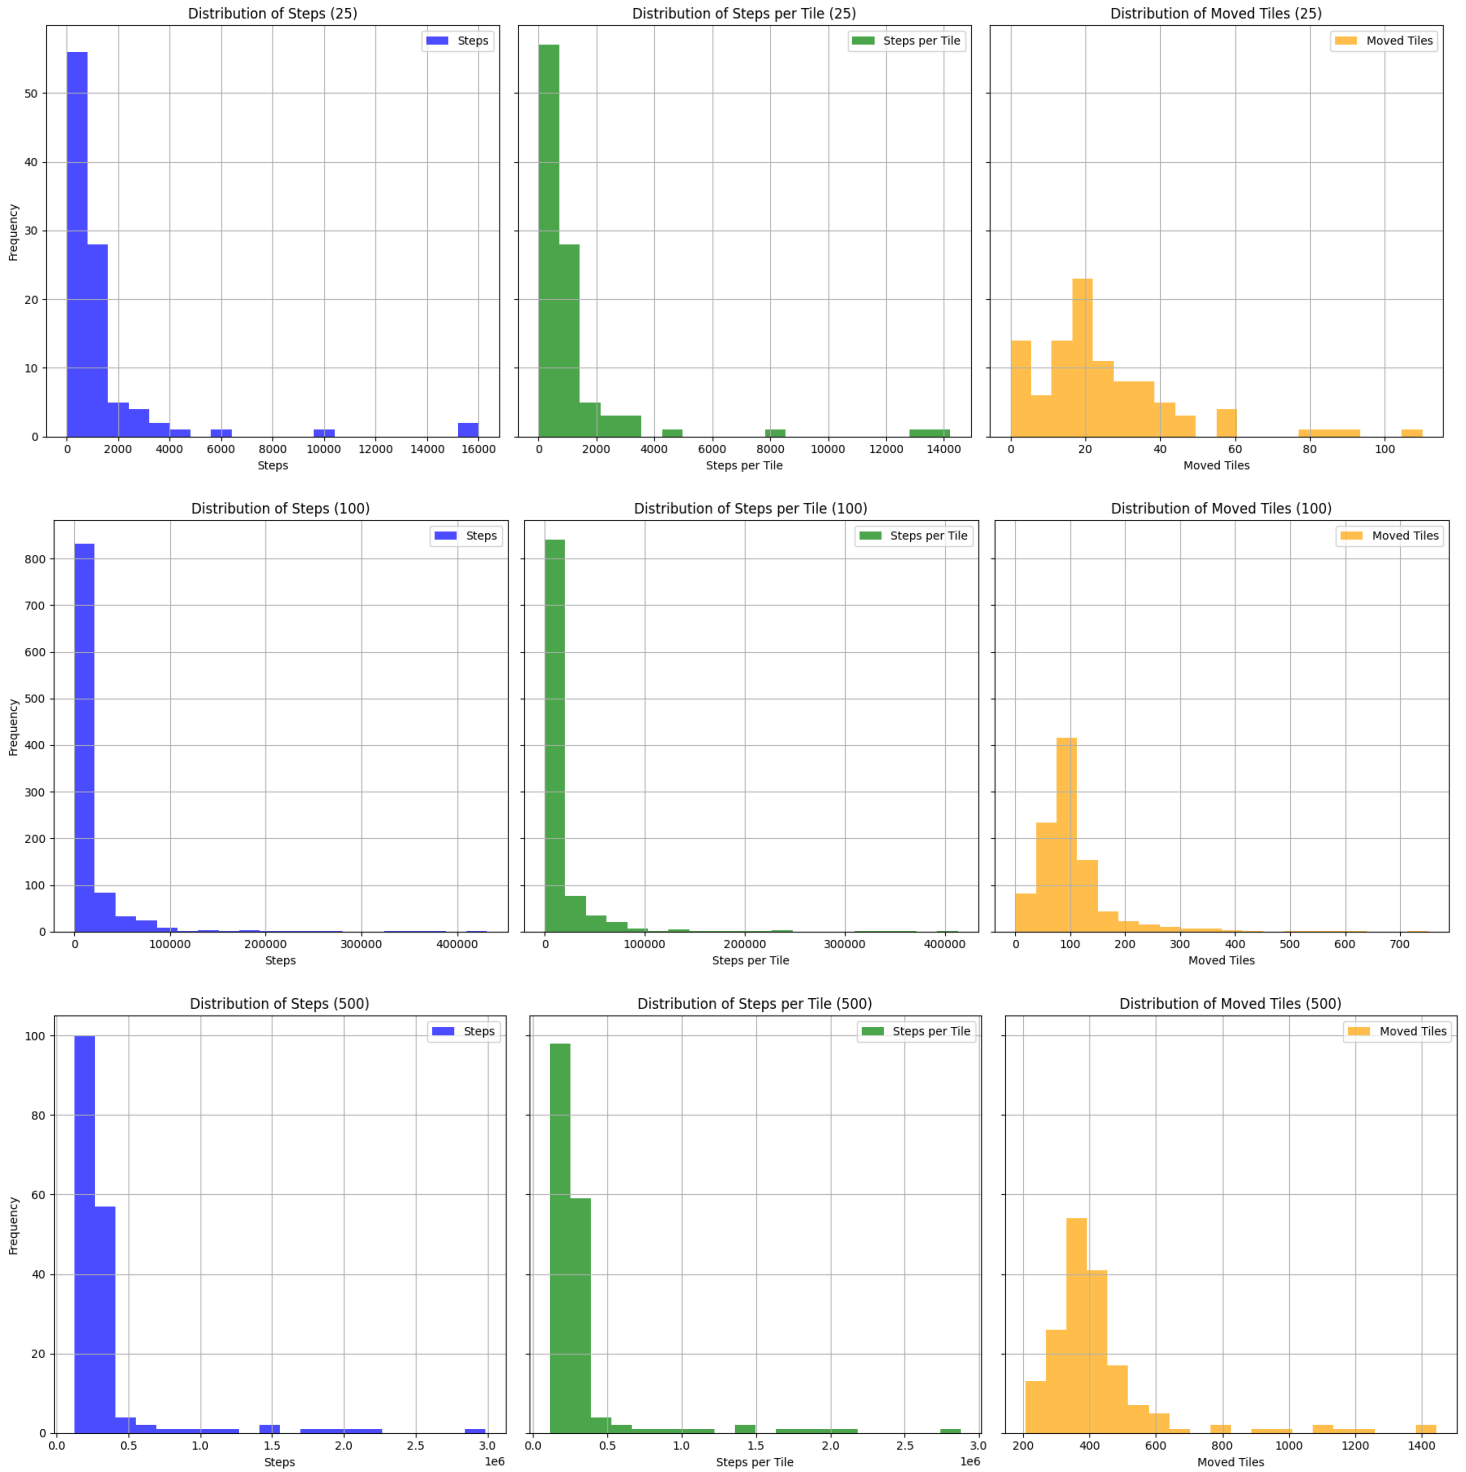 Distribution of Steps (25)
Steps
Frequency
50
40
30
20
10
0
0 2000 4000 6000 8000 10000 12000 14000 16000
Steps
Distribution of Steps per Tile (25)
Steps per Tile
0 2000 4000 6000 8000 10000 12000 14000
Steps per Tile
Distribution of Moved Tiles (25)
Moved Tiles
0 20 40 60 80 100
Moved Tiles
Distribution of Steps (100)
Steps
Frequency
800
700
600
500
400
300
200
100
0
0 100000 200000 300000 400000
Steps
Distribution of Steps per Tile (100)
Steps per Tile
0 100000 200000 300000 400000
Steps per Tile
Distribution of Moved Tiles (100)
Moved Tiles
0 100 200 300 400 500 600 700
Moved Tiles
Distribution of Steps (500)
Steps
Frequency
100
80
60
40
20
0
0.0 0.5 1.0 1.5 2.0 2.5 3.0
1e6
Steps
Distribution of Steps per Tile (500)
Steps per Tile
0.0 0.5 1.0 1.5 2.0 2.5 3.0
1e6
Steps per Tile
Distribution of Moved Tiles (500)
Moved Tiles
200 400 600 800 1000 1200 1400
Moved Tiles